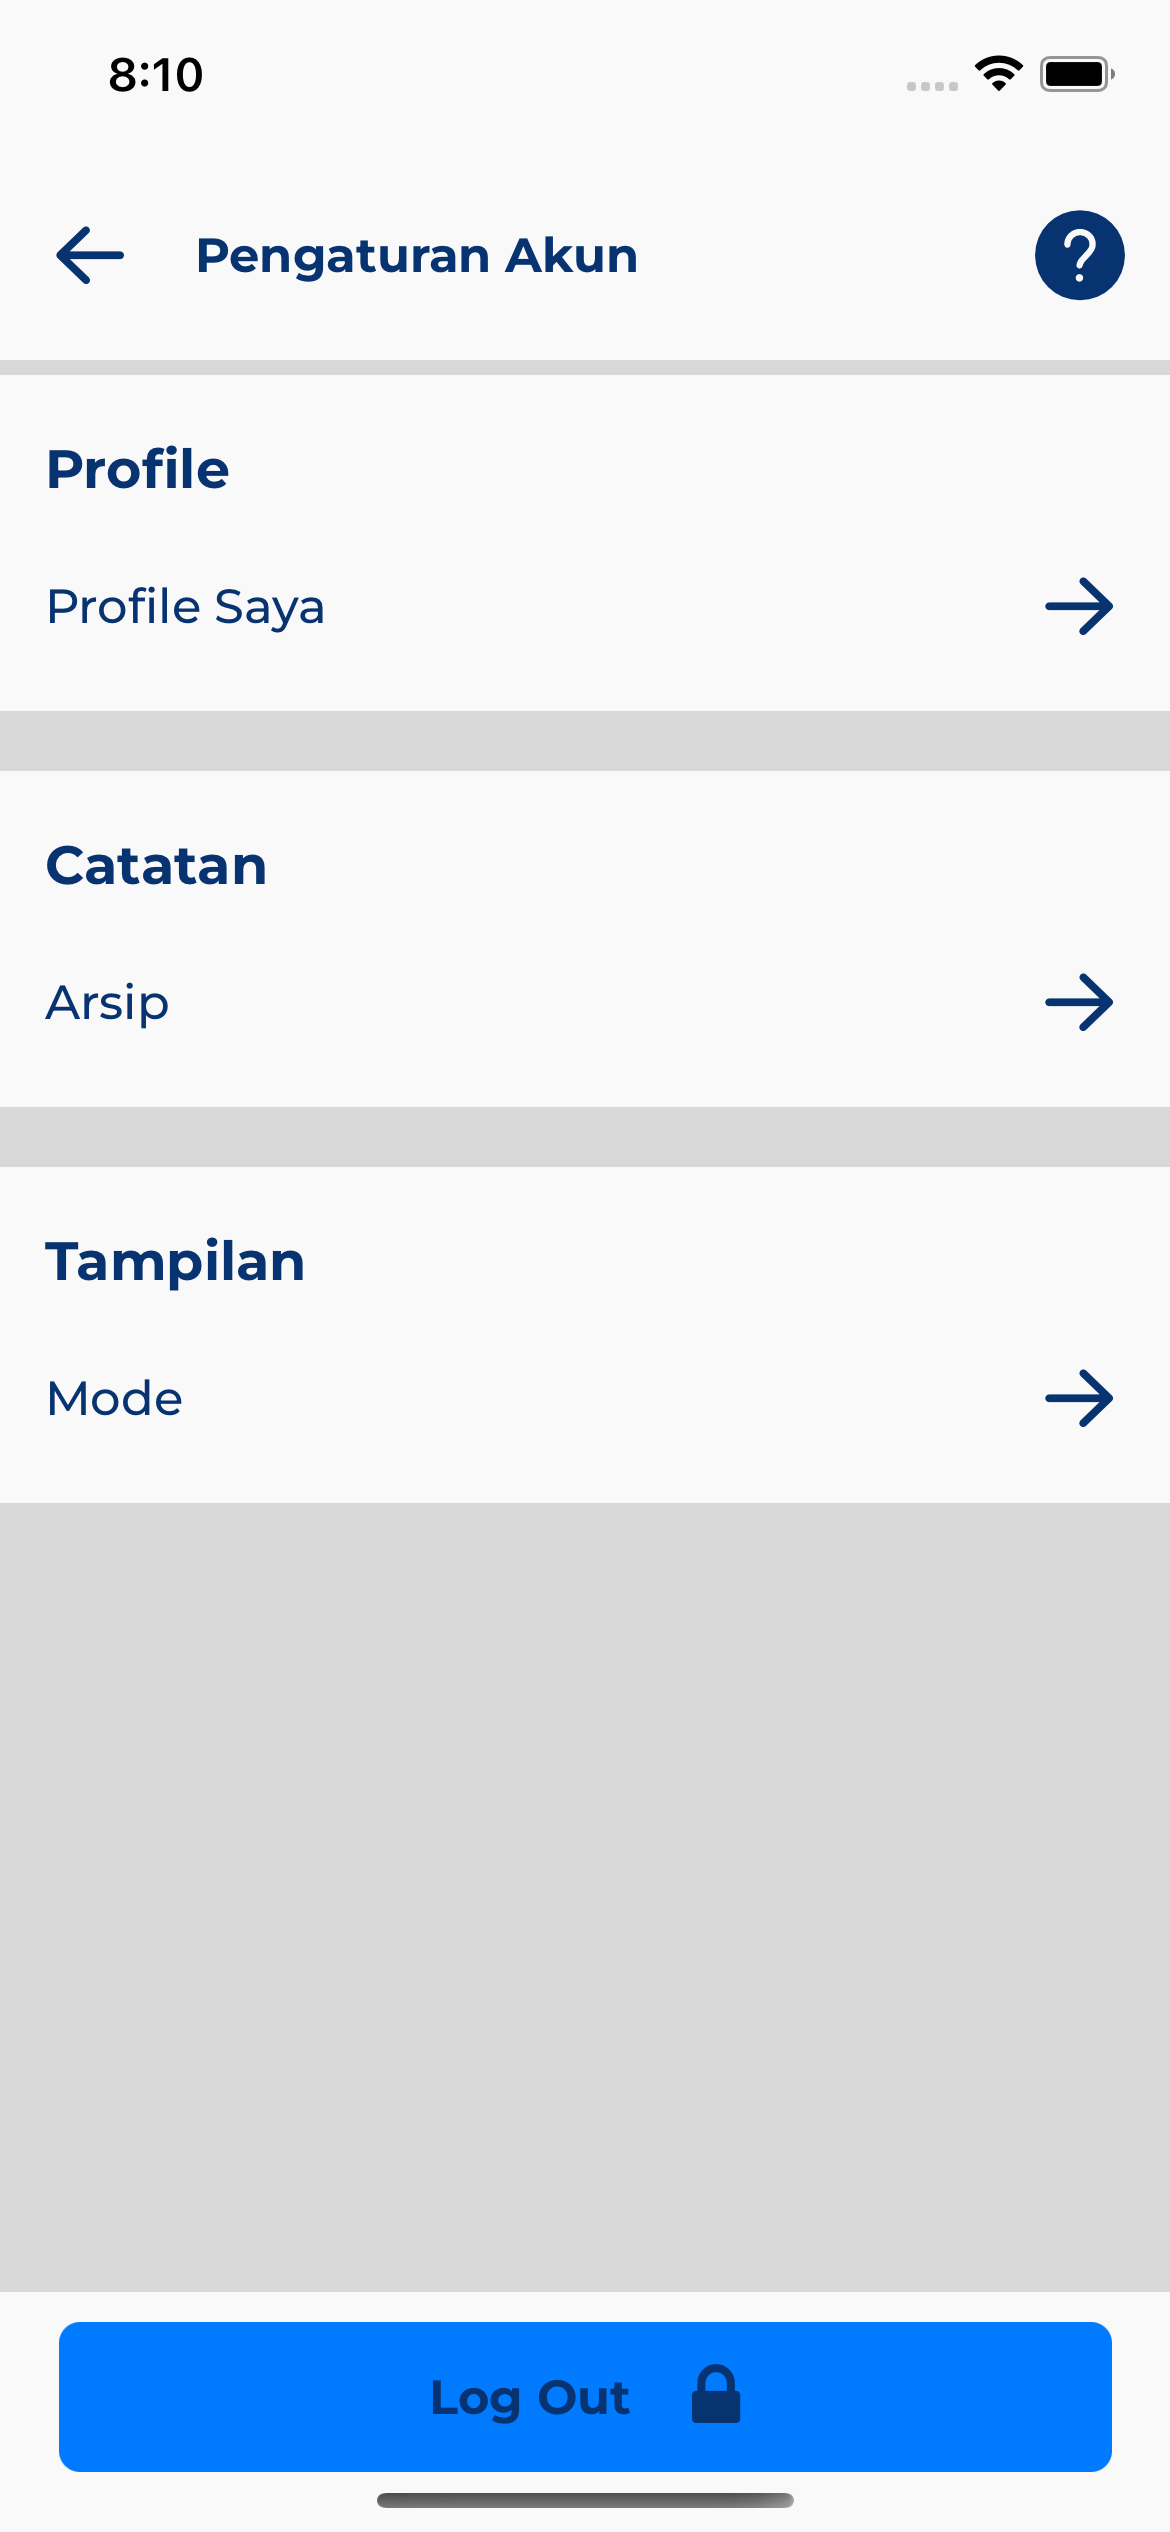 8:10
Pengaturan Akun
Profile
Profile Saya
Catatan
Arsip
Tampilan
Mode
Log Out